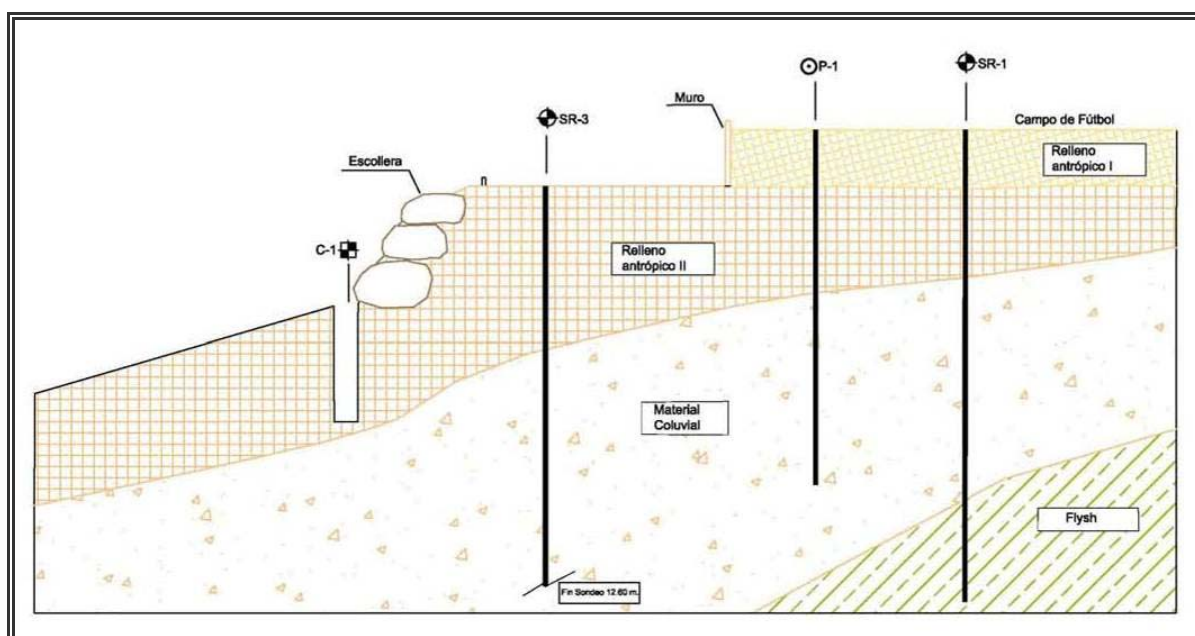 P-1
SR-1
Muro
SR-3
Campo de Fútbol
Escollera
Relleno
antrópico I
C-1
Relleno
antrópico II
Material
Coluvial
Flysh
Fin Sondeo 12.60 m.